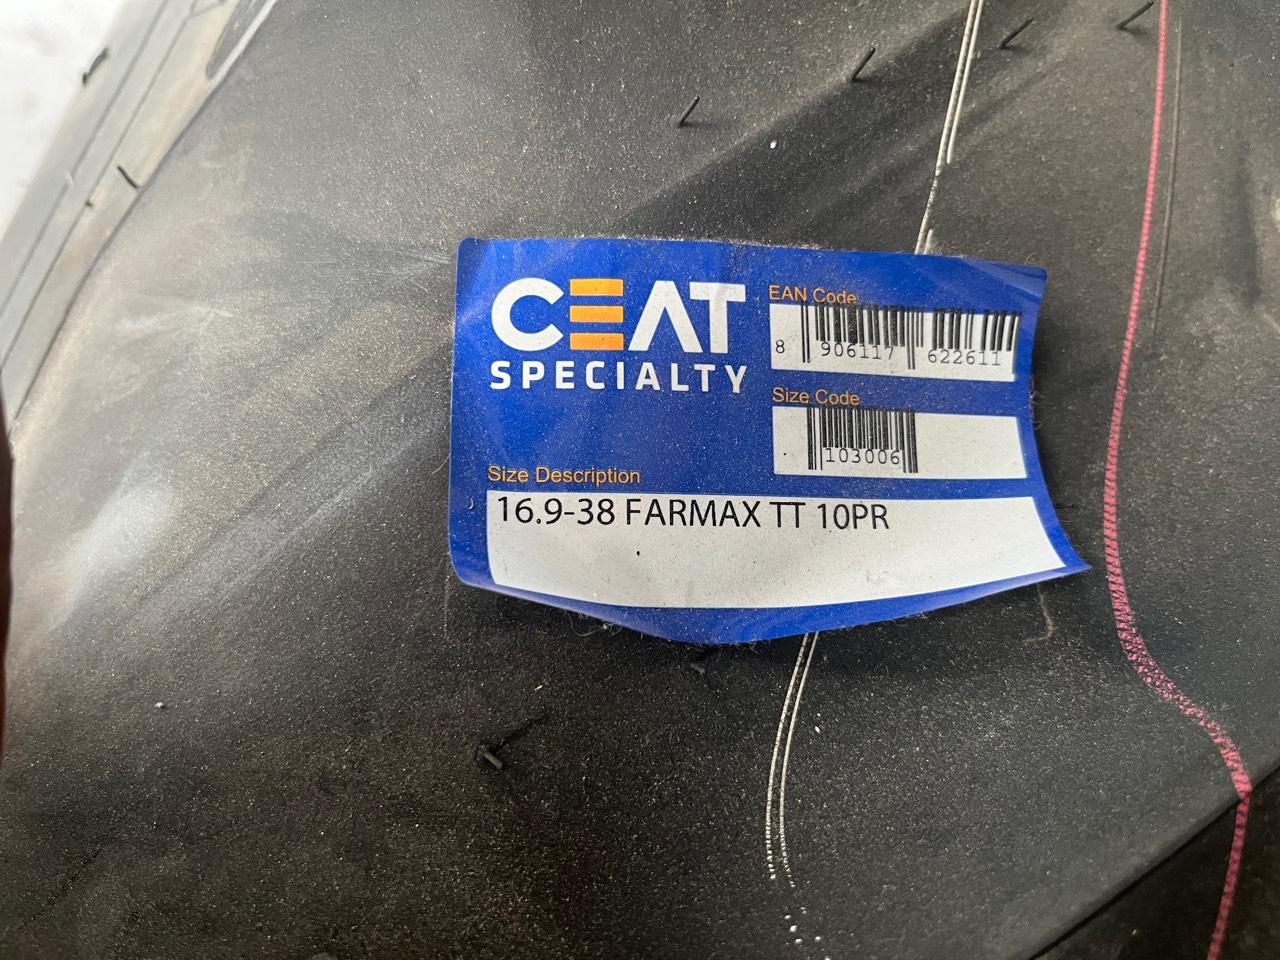 CEAT
SPECIALTY
EAN Code
8 906117 622611
Size Code
103006
Size Description
16.9-38 FARMAX TT 10PR